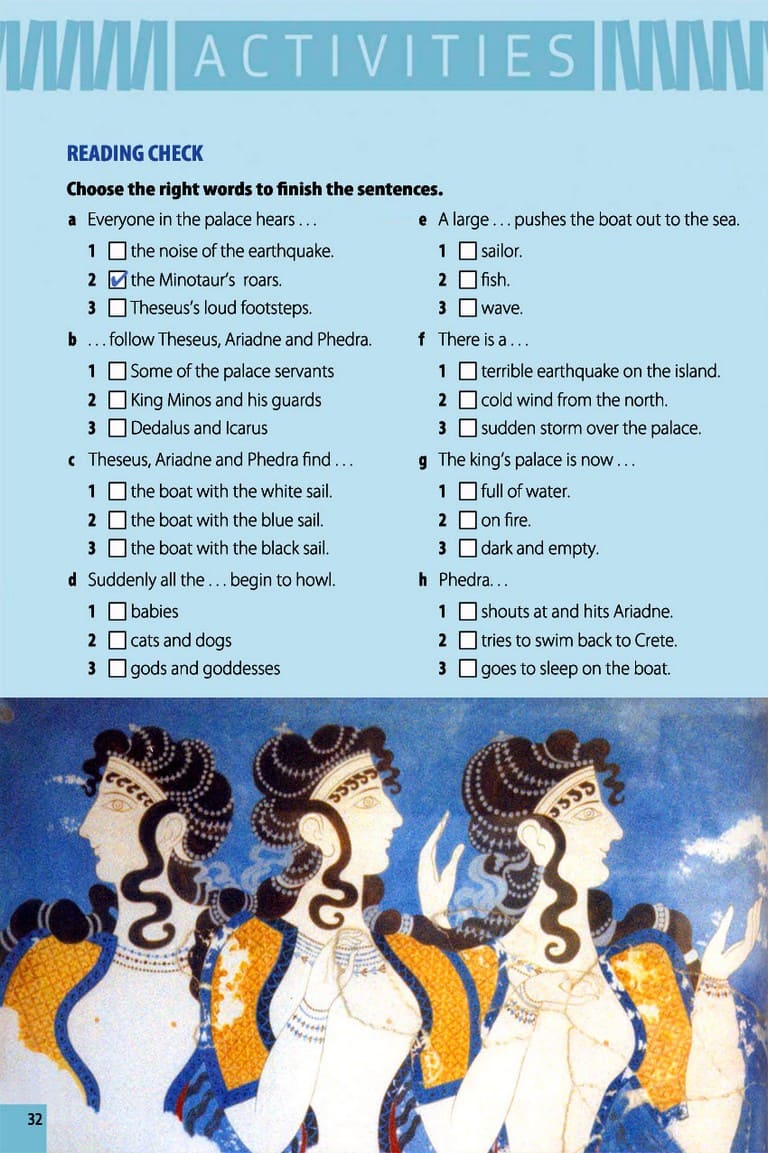 ACTIVITIES
READING CHECK
Choose the right words to finish the sentences.
a Everyone in the palace hears ...
1 the noise of the earthquake.
2 the Minotaur's roars.
3 Theseus's loud footsteps.
b ... follow Theseus, Ariadne and Phedra.
1 Some of the palace servants
2 King Minos and his guards
3 Dedalus and Icarus
c Theseus, Ariadne and Phedra find ...
1 the boat with the white sail.
2 the boat with the blue sail.
3 the boat with the black sail.
d Suddenly all the ... begin to howl.
1 babies
2 cats and dogs
3 gods and goddesses
e A large ... pushes the boat out to the sea.
1 sailor.
2 fish.
3 wave.
f There is a ...
1 terrible earthquake on the island.
2 cold wind from the north.
3 sudden storm over the palace.
g The king's palace is now ...
1 full of water.
2 on fire.
3 dark and empty.
h Phedra...
1 shouts at and hits Ariadne.
2 tries to swim back to Crete.
3 goes to sleep on the boat.
32